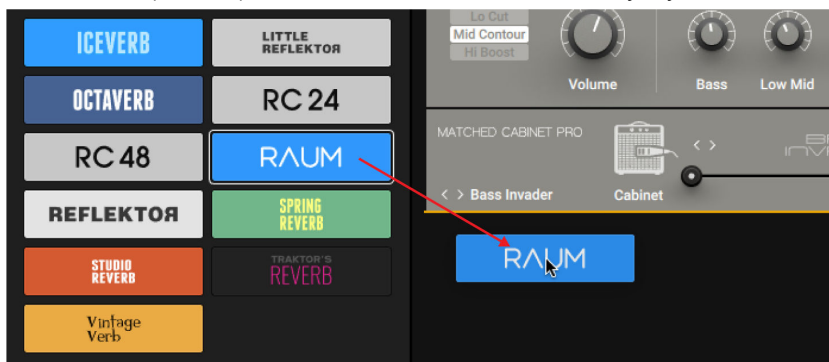 ICEVERB
LITTLE
REFLEKTOR
OCTAVERB
RC 24
RC 48
RAUM
REFLEKTOR
SPRING
REVERB
STUDIO
REVERB
TRAKTOR'S
REVERB
Vintage
Verb
Lo Cut
Mid Contour
Hi Boost
Volume
Bass
Low Mid
MATCHED CABINET PRO
< >
< > Bass Invader
Cabinet
RAUM